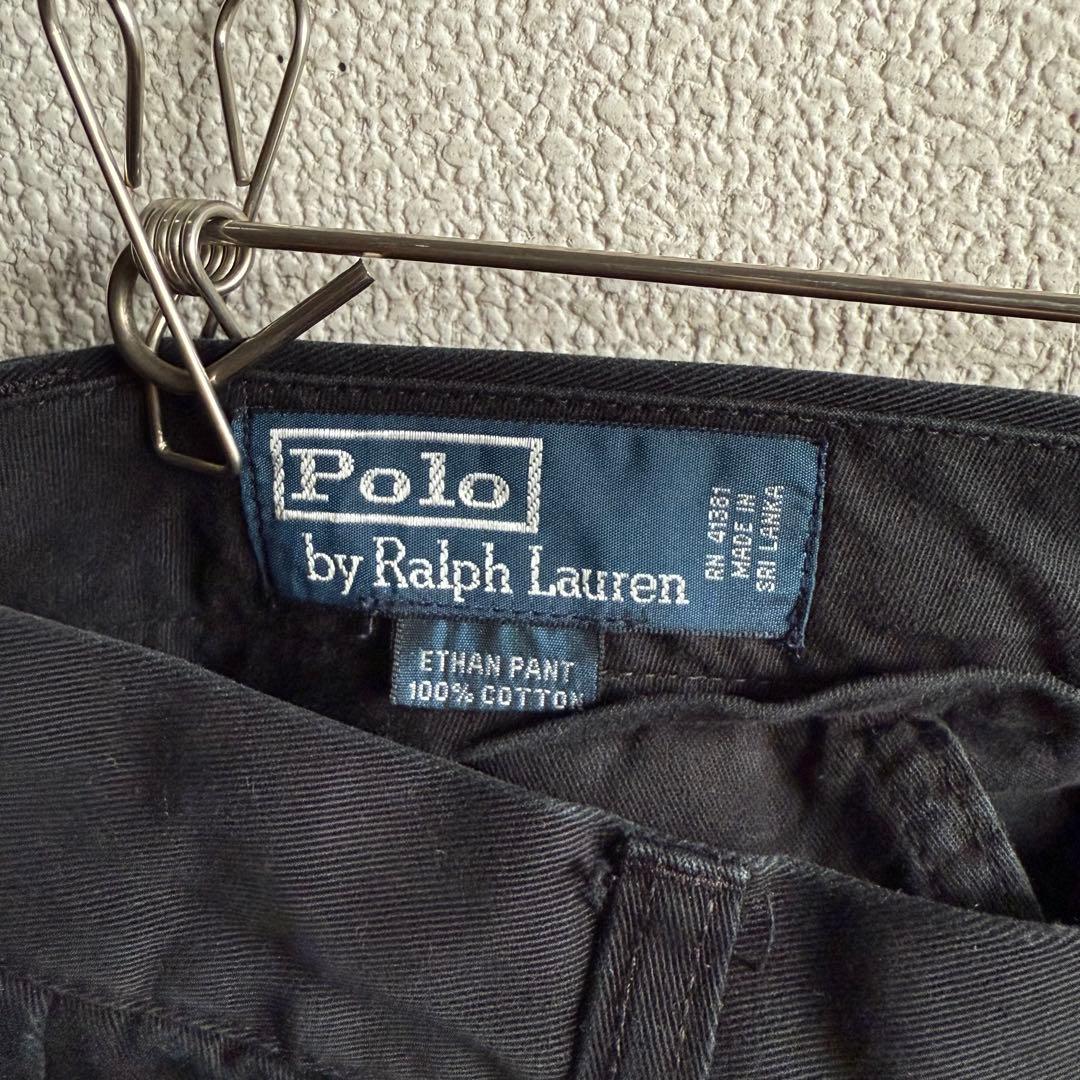 Polo
by Ralph Lauren
RN 41381
MADE IN
SRI LANKA
ETHAN PANT
100% COTTON